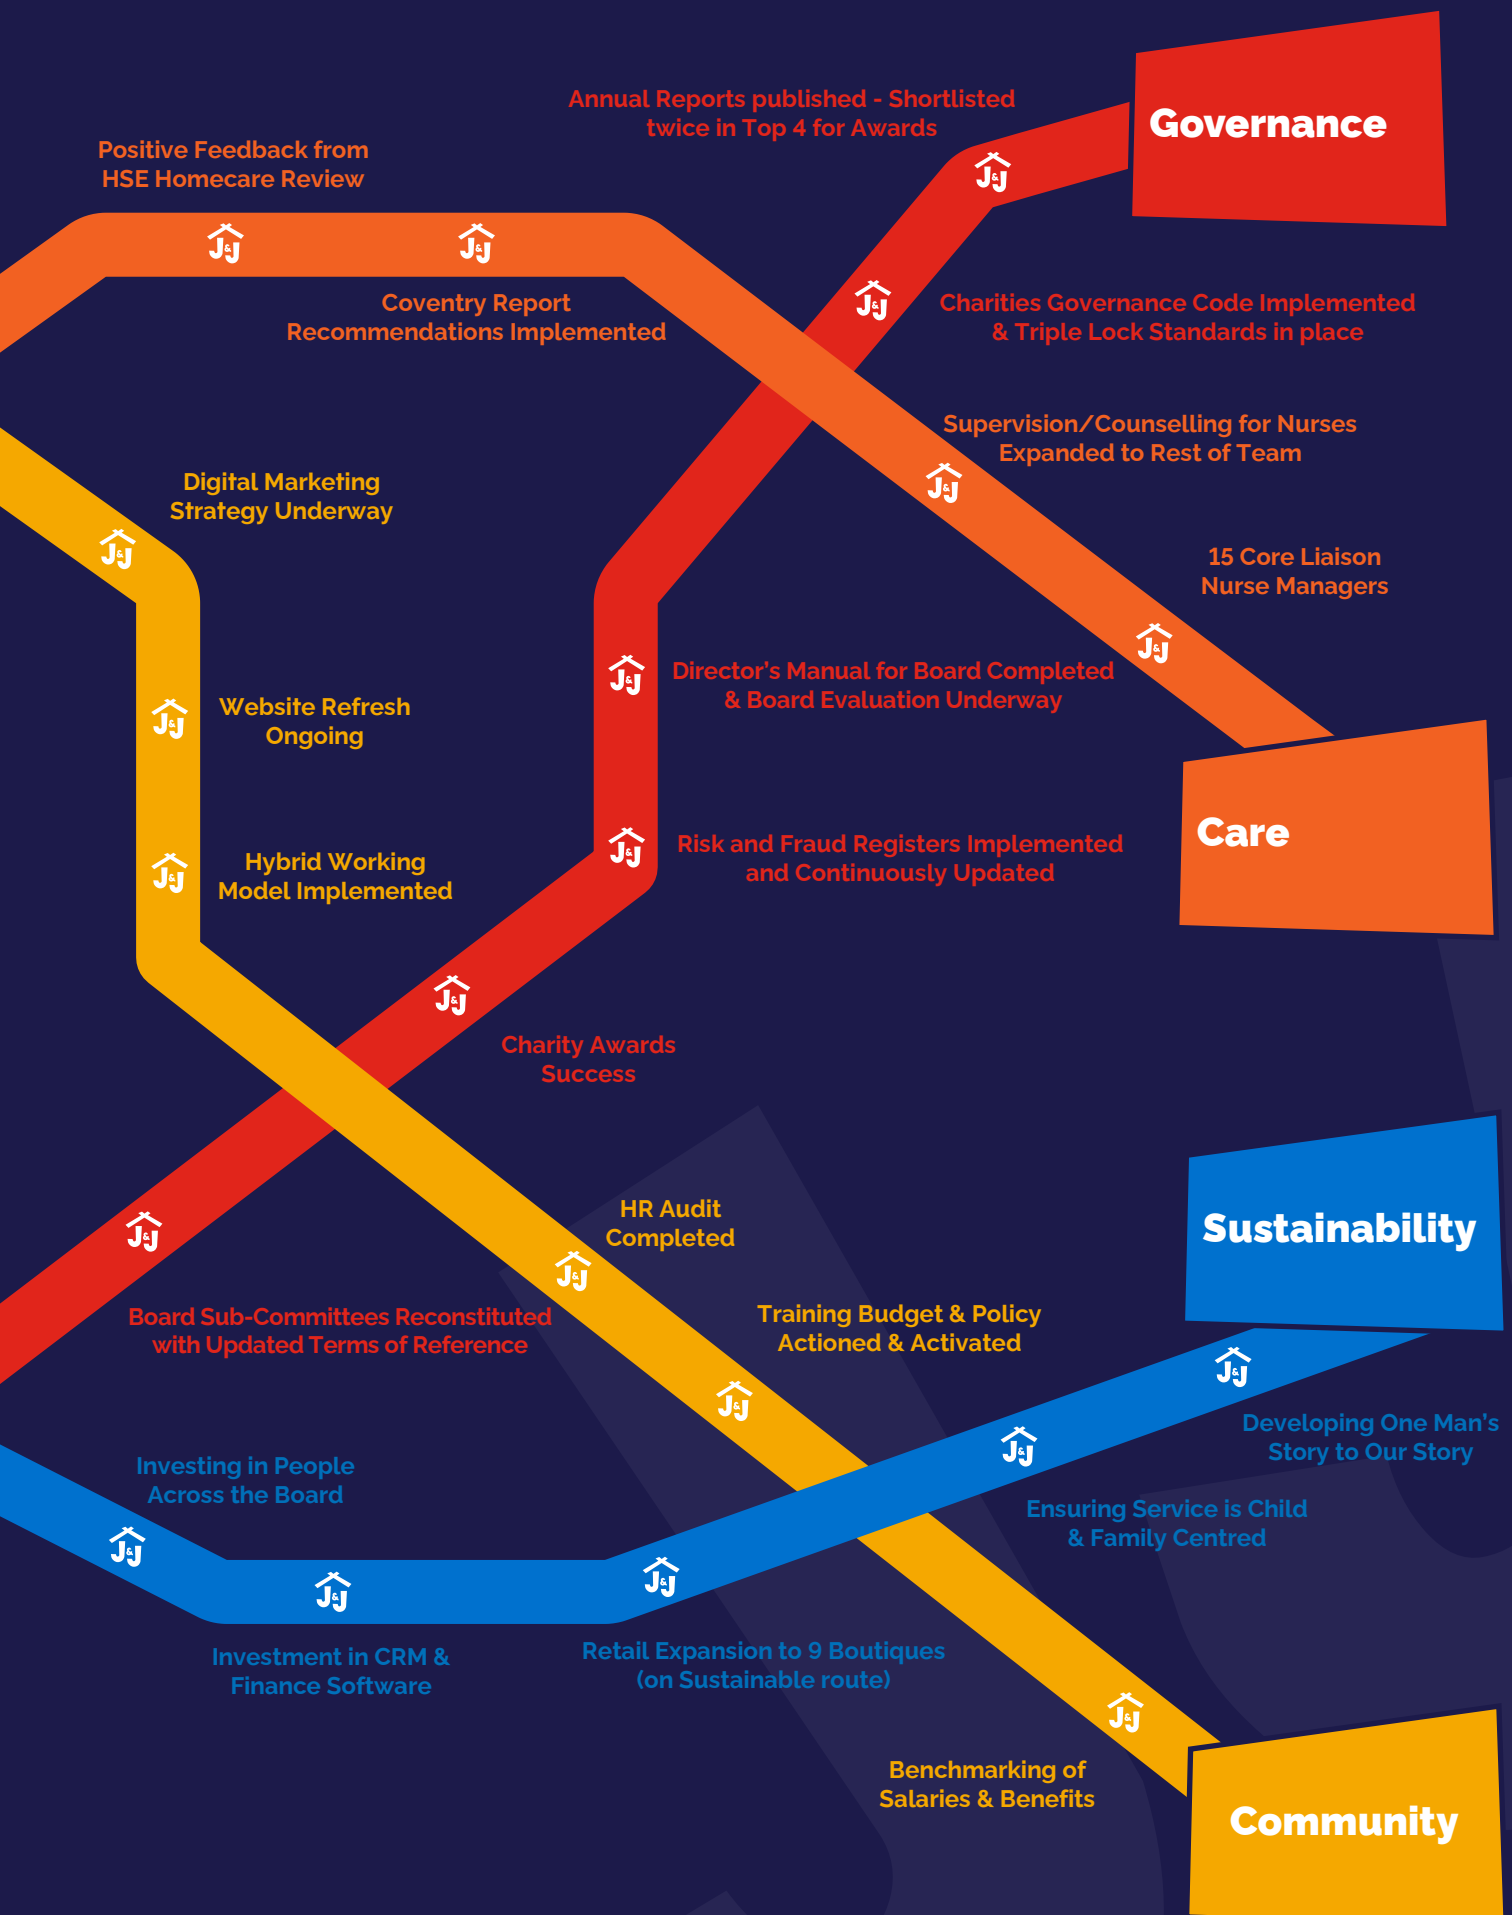 Annual Reports published - Shortlisted
twice in Top 4 for Awards
Governance
Positive Feedback from
HSE Homecare Review
J&J
J&J
J&J
J&J
Coventry Report
Recommendations Implemented
Charities Governance Code Implemented
& Triple Lock Standards in place
Supervision/Counselling for Nurses
Expanded to Rest of Team
J&J
Digital Marketing
Strategy Underway
J&J
15 Core Liaison
Nurse Managers
J&J
J&J
Director's Manual for Board Completed
& Board Evaluation Underway
Website Refresh
Ongoing
J&J
Care
J&J
Risk and Fraud Registers Implemented
and Continuously Updated
J&J
Hybrid Working
Model Implemented
J&J
Charity Awards
Success
HR Audit
Completed
J&J
J&J
Sustainability
Board Sub-Committees Reconstituted
with Updated Terms of Reference
Training Budget & Policy
Actioned & Activated
J&J
J&J
J&J
Developing One Man's
Story to Our Story
Investing in People
Across the Board
J&J
Ensuring Service is Child
& Family Centred
J&J
J&J
Investment in CRM &
Finance Software
Retail Expansion to 9 Boutiques
(on Sustainable route)
J&J
Benchmarking of
Salaries & Benefits
Community